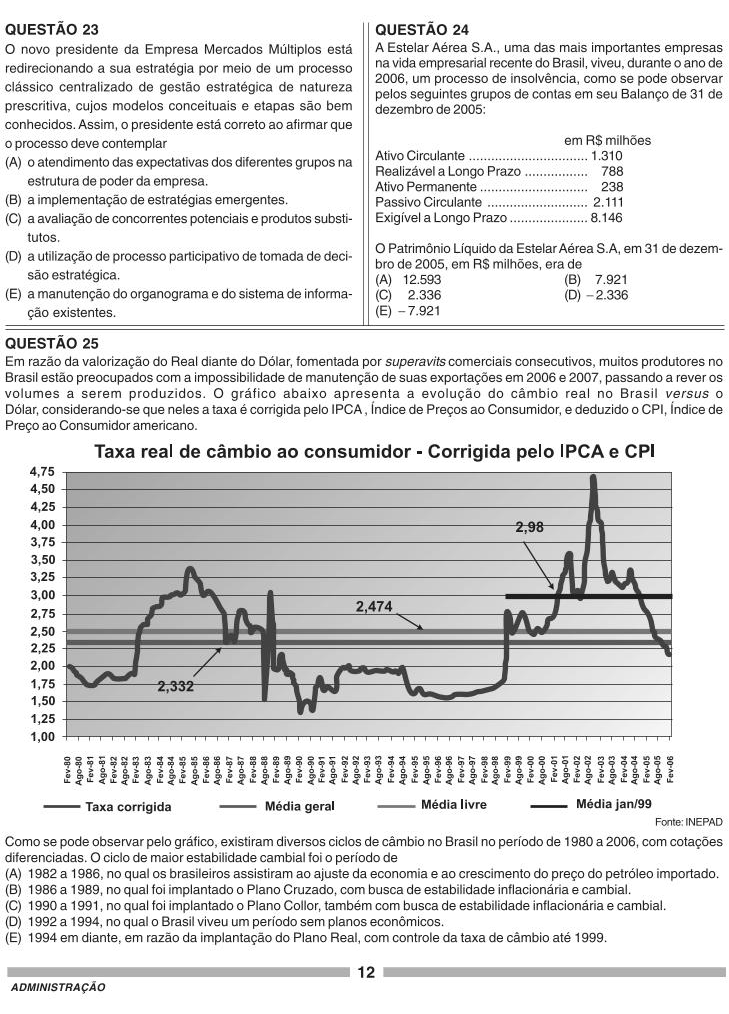 QUESTÃO 23
O novo presidente da Empresa Mercados Múltiplos está
redirecionando a sua estratégia por meio de um processo
clássico centralizado de gestão estratégica de natureza
prescritiva, cujos modelos conceituais e etapas são bem
conhecidos. Assim, o presidente está correto ao afirmar que
o processo deve contemplar
(A) o atendimento das expectativas dos diferentes grupos na
estrutura de poder da empresa.
(B) a implementação de estratégias emergentes.
(C) a avaliação de concorrentes potenciais e produtos substi-
tutos.
(D) a utilização de processo participativo de tomada de deci-
são estratégica.
(E) a manutenção do organograma e do sistema de informa-
ção existentes.
QUESTÃO 24
A Estelar Aérea S.A., uma das mais importantes empresas
na vida empresarial recente do Brasil, viveu, durante o ano de
2006, um processo de insolvência, como se pode observar
pelos seguintes grupos de contas em seu Balanço de 31 de
dezembro de 2005:
em R$ milhões
Ativo Circulante ................................ 1.310
Realizável a Longo Prazo ................. 788
Ativo Permanente ............................. 238
Passivo Circulante ........................... 2.111
Exigível a Longo Prazo ..................... 8.146
O Patrimônio Líquido da Estelar Aérea S.A, em 31 de dezem-
bro de 2005, em R$ milhões, era de
(A) 12.593 (B) 7.921
(C) 2.336 (D) – 2.336
(E) – 7.921
QUESTÃO 25
Em razão da valorização do Real diante do Dólar, fomentada por superavits comerciais consecutivos, muitos produtores no
Brasil estão preocupados com a impossibilidade de manutenção de suas exportações em 2006 e 2007, passando a rever os
volumes a serem produzidos. O gráfico abaixo apresenta a evolução do câmbio real no Brasil versus o
Dólar, considerando-se que neles a taxa é corrigida pelo IPCA , Índice de Preços ao Consumidor, e deduzido o CPI, Índice de
Preço ao Consumidor americano.
Taxa real de câmbio ao consumidor - Corrigida pelo IPCA e CPI
4,75
4,50
4,25
4,00
3,75
3,50
3,25
3,00
2,75
2,50
2,25
2,00
1,75
1,50
1,25
1,00
2,98
2,474
2,332
Fev-80 Ago-80 Fev-81 Ago-81 Fev-82 Ago-82 Fev-83 Ago-83 Fev-84 Ago-84 Fev-85 Ago-85 Fev-86 Ago-86 Fev-87 Ago-87 Fev-88 Ago-88 Fev-89 Ago-89 Fev-90 Ago-90 Fev-91 Ago-91 Fev-92 Ago-92 Fev-93 Ago-93 Fev-94 Ago-94 Fev-95 Ago-95 Fev-96 Ago-96 Fev-97 Ago-97 Fev-98 Ago-98 Fev-99 Ago-99 Fev-00 Ago-00 Fev-01 Ago-01 Fev-02 Ago-02 Fev-03 Ago-03 Fev-04 Ago-04 Fev-05 Ago-05 Fev-06
Taxa corrigida Média geral Média livre Média jan/99
Fonte: INEPAD
Como se pode observar pelo gráfico, existiram diversos ciclos de câmbio no Brasil no período de 1980 a 2006, com cotações
diferenciadas. O ciclo de maior estabilidade cambial foi o período de
(A) 1982 a 1986, no qual os brasileiros assistiram ao ajuste da economia e ao crescimento do preço do petróleo importado.
(B) 1986 a 1989, no qual foi implantado o Plano Cruzado, com busca de estabilidade inflacionária e cambial.
(C) 1990 a 1991, no qual foi implantado o Plano Collor, também com busca de estabilidade inflacionária e cambial.
(D) 1992 a 1994, no qual o Brasil viveu um período sem planos econômicos.
(E) 1994 em diante, em razão da implantação do Plano Real, com controle da taxa de câmbio até 1999.
12
ADMINISTRAÇÃO